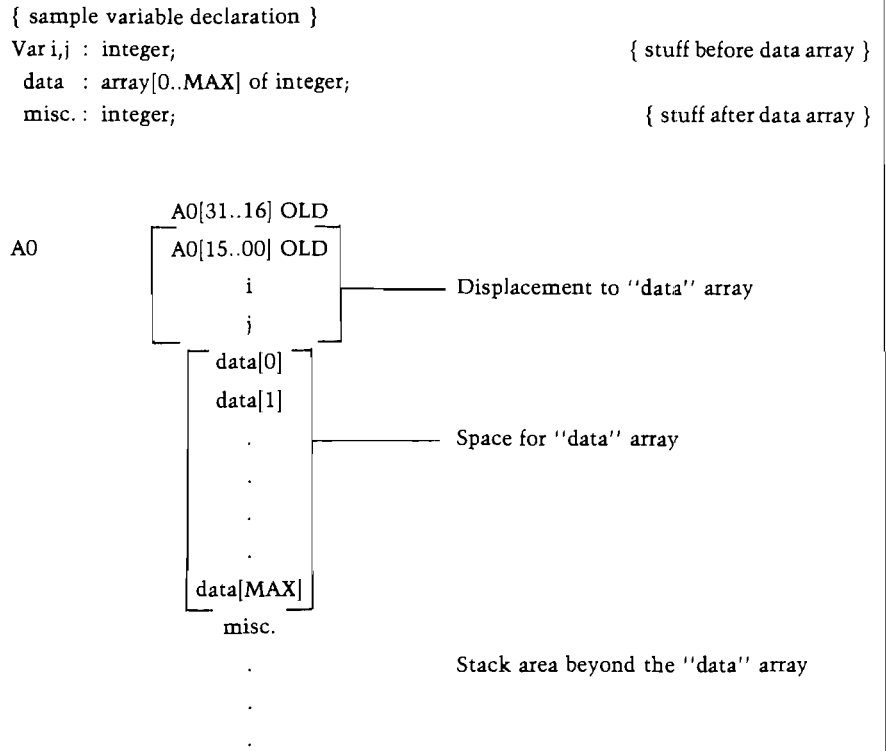 { sample variable declaration }
Var i,j : integer; { stuff before data array }
data : array[0..MAX] of integer;
misc. : integer; { stuff after data array }
A0[31..16] OLD
A0 A0[15..00] OLD
i Displacement to "data" array
j
data[0]
data[1]
. Space for "data" array
.
.
.
data[MAX]
misc.
. Stack area beyond the "data" array
.
.